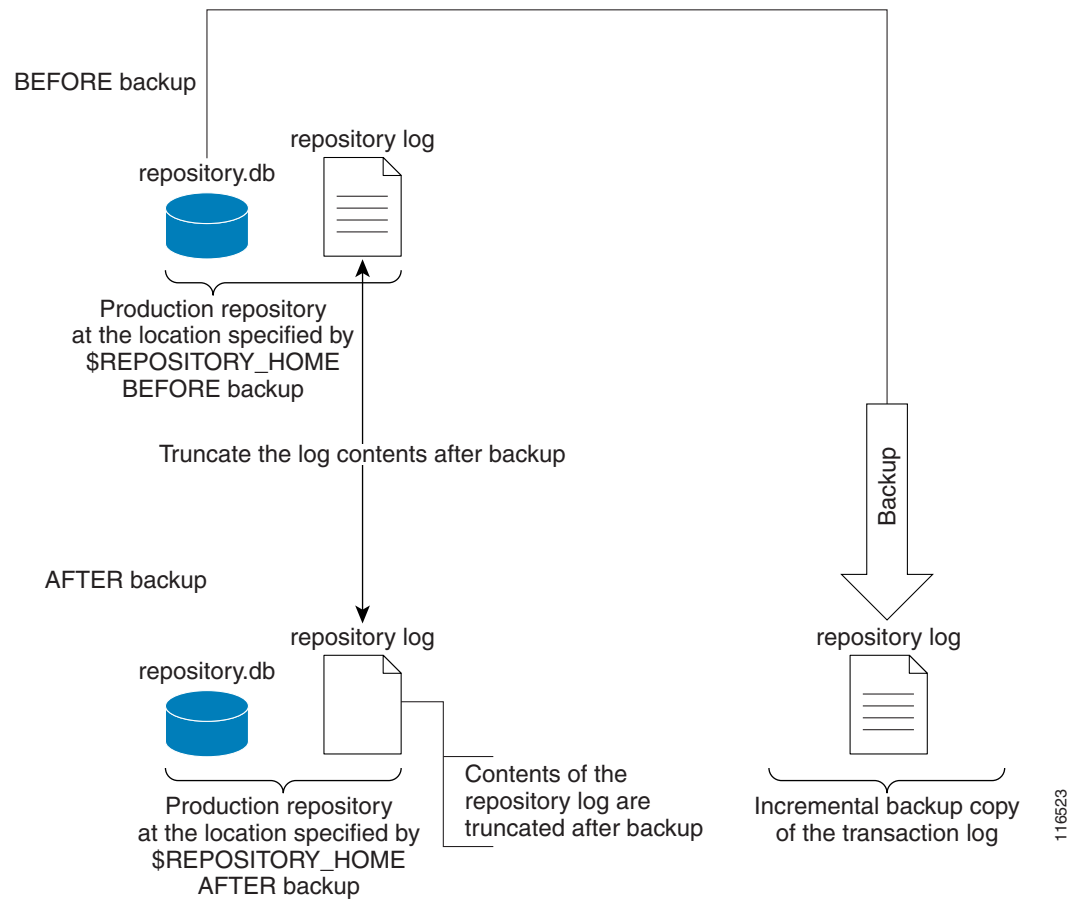 BEFORE backup
repository log
repository.db
Production repository
at the location specified by
$REPOSITORY_HOME
BEFORE backup
Truncate the log contents after backup
Backup
AFTER backup
repository log
repository.db
repository log
Contents of the
repository log are
truncated after backup
Production repository
at the location specified by
$REPOSITORY_HOME
AFTER backup
Incremental backup copy
of the transaction log
116523